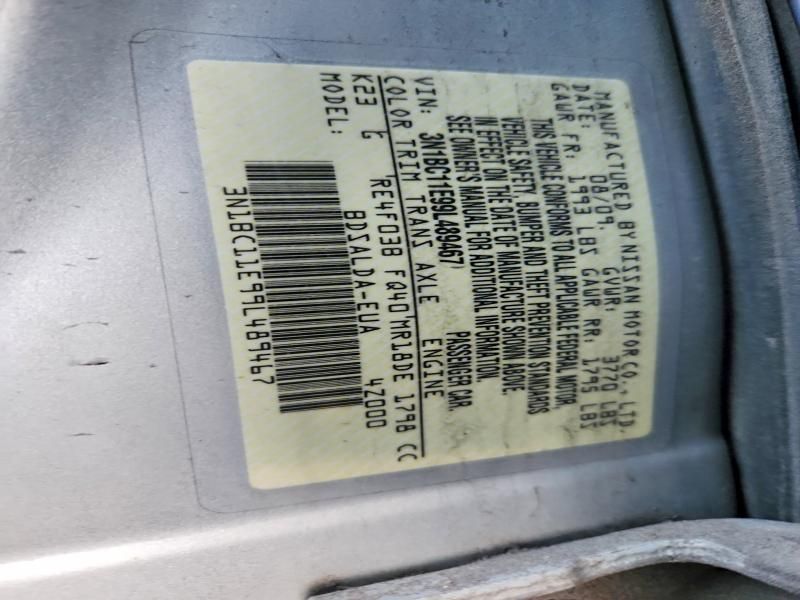 MANUFACTURED BY NISSAN MOTOR CO., LTD.
DATE: 08/09. GVWR: 3770 LBS
GAWR FR: 1993 LBS GAWR RR: 1795 LBS
THIS VEHICLE CONFORMS TO ALL APPLICABLE FEDERAL MOTOR,
VEHICLE SAFETY, BUMPER AND THEFT PREVENTION STANDARDS
IN EFFECT ON THE DATE OF MANUFACTURE SHOWN ABOVE.
SEE OWNER'S MANUAL FOR ADDITIONAL INFORMATION.
VIN: 3N1BC11E99L489467 PASSENGER CAR.
COLOR TRIM TRANS AXLE ENGINE
K23 G RE4F03B FQ40 MR18DE 1798 CC
MODEL: BDZALDA-EUA 4Z000
3N1BC11E99L489467